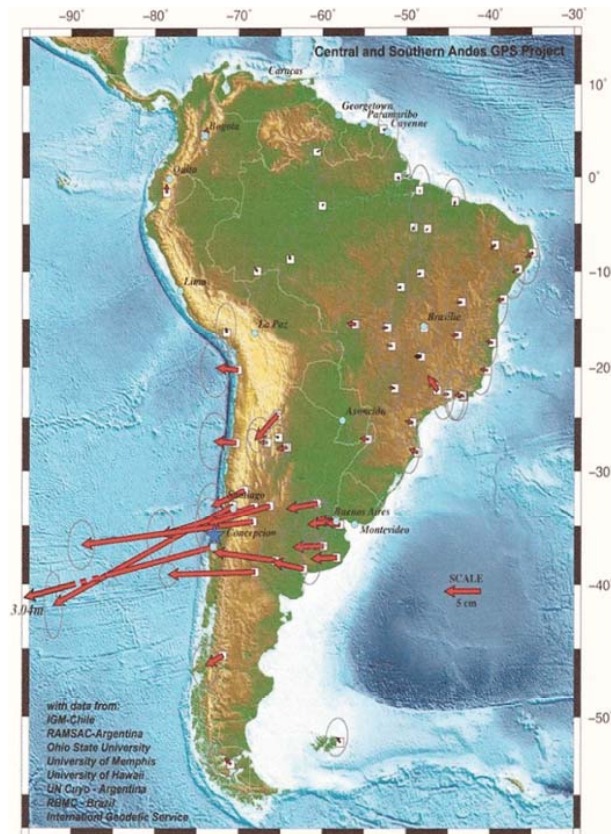 −90° −80° −70° −60° −50° −40° −30°
Central and Southern Andes GPS Project
Caracas
10°
Georgetown
Paramaribo
Cayenne
Bogota
Quito
0°
−10°
Lima
La Paz
Brasilia
−20°
Asuncion
−30°
Santiago
Buenos Aires
Montevideo
Concepcion
SCALE
5 cm
3.04m
−40°
−50°
with data from:
IGM-Chile
RAMSAC-Argentina
Ohio State University
University of Memphis
University of Hawaii
UN Cuyo - Argentina
RBMC - Brazil
International Geodetic Service